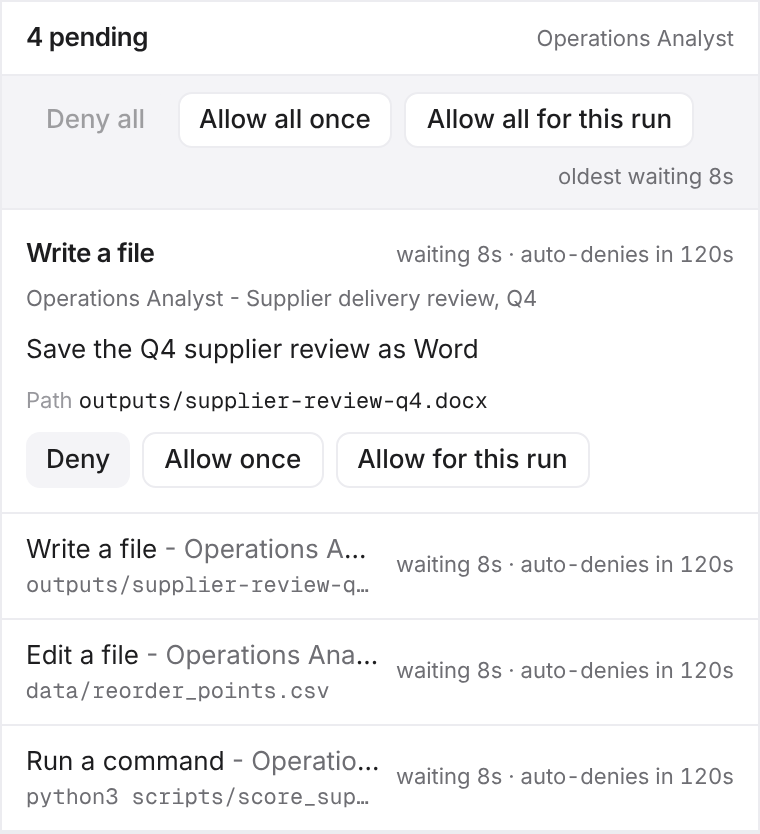 4 pending
Operations Analyst
Deny all
Allow all once
Allow all for this run
oldest waiting 8s
Write a file
waiting 8s · auto-denies in 120s
Operations Analyst - Supplier delivery review, Q4
Save the Q4 supplier review as Word
Path outputs/supplier-review-q4.docx
Deny
Allow once
Allow for this run
Write a file - Operations A...
waiting 8s · auto-denies in 120s
outputs/supplier-review-q…
Edit a file - Operations Ana...
waiting 8s · auto-denies in 120s
data/reorder_points.csv
Run a command - Operatio...
waiting 8s · auto-denies in 120s
python3 scripts/score_sup…